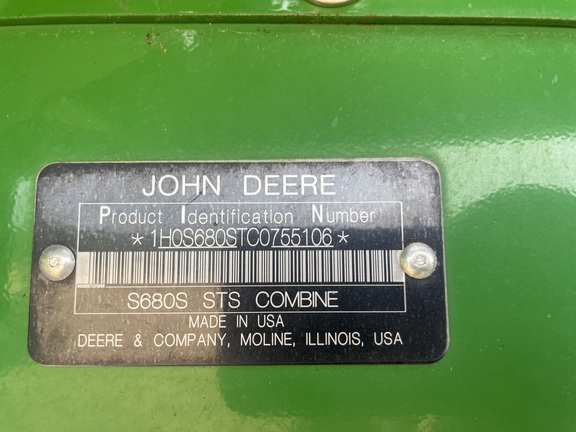 JOHN DEERE
Product Identification Number
*1H0S680STC0755106*
S680S STS COMBINE
MADE IN USA
DEERE & COMPANY, MOLINE, ILLINOIS, USA